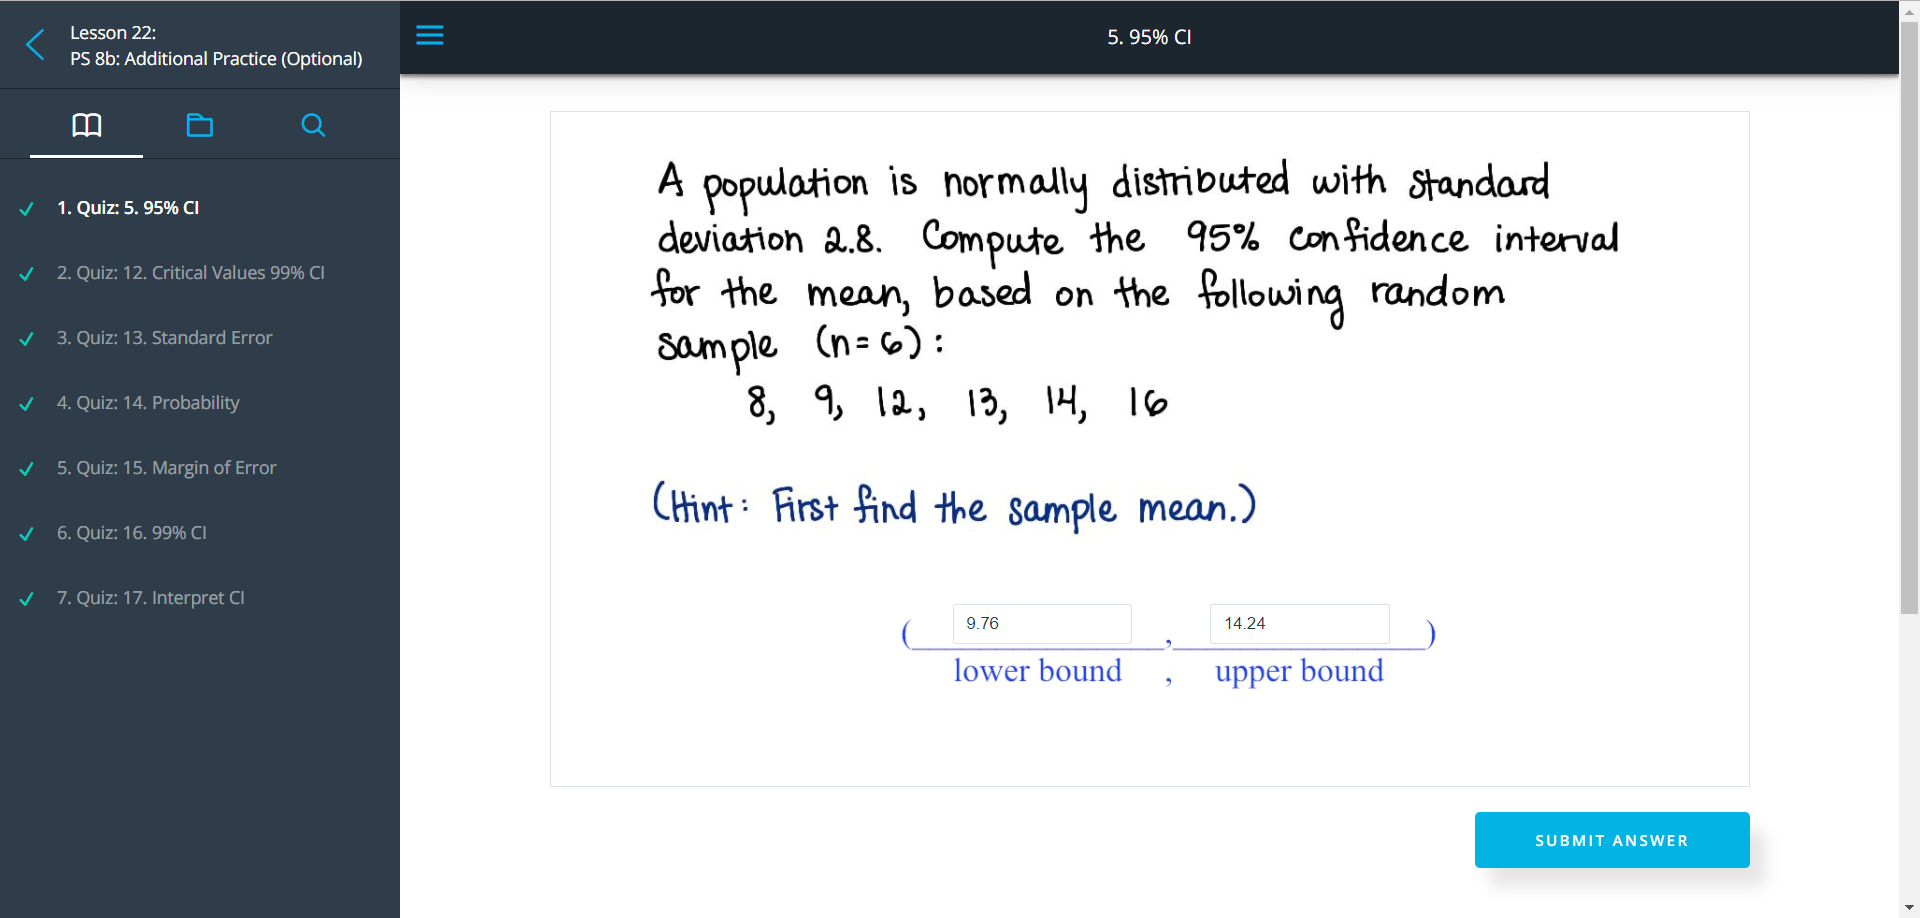 Lesson 22:
PS 8b: Additional Practice (Optional)
5. 95% CI
1. Quiz: 5. 95% CI
2. Quiz: 12. Critical Values 99% CI
3. Quiz: 13. Standard Error
4. Quiz: 14. Probability
5. Quiz: 15. Margin of Error
6. Quiz: 16. 99% CI
7. Quiz: 17. Interpret CI
A population is normally distributed with standard
deviation 2.8. Compute the 95% confidence interval
for the mean, based on the following random
sample (n=6):
8, 9, 12, 13, 14, 16
(Hint: First find the sample mean.)
( 9.76 , 14.24 )
lower bound , upper bound
SUBMIT ANSWER